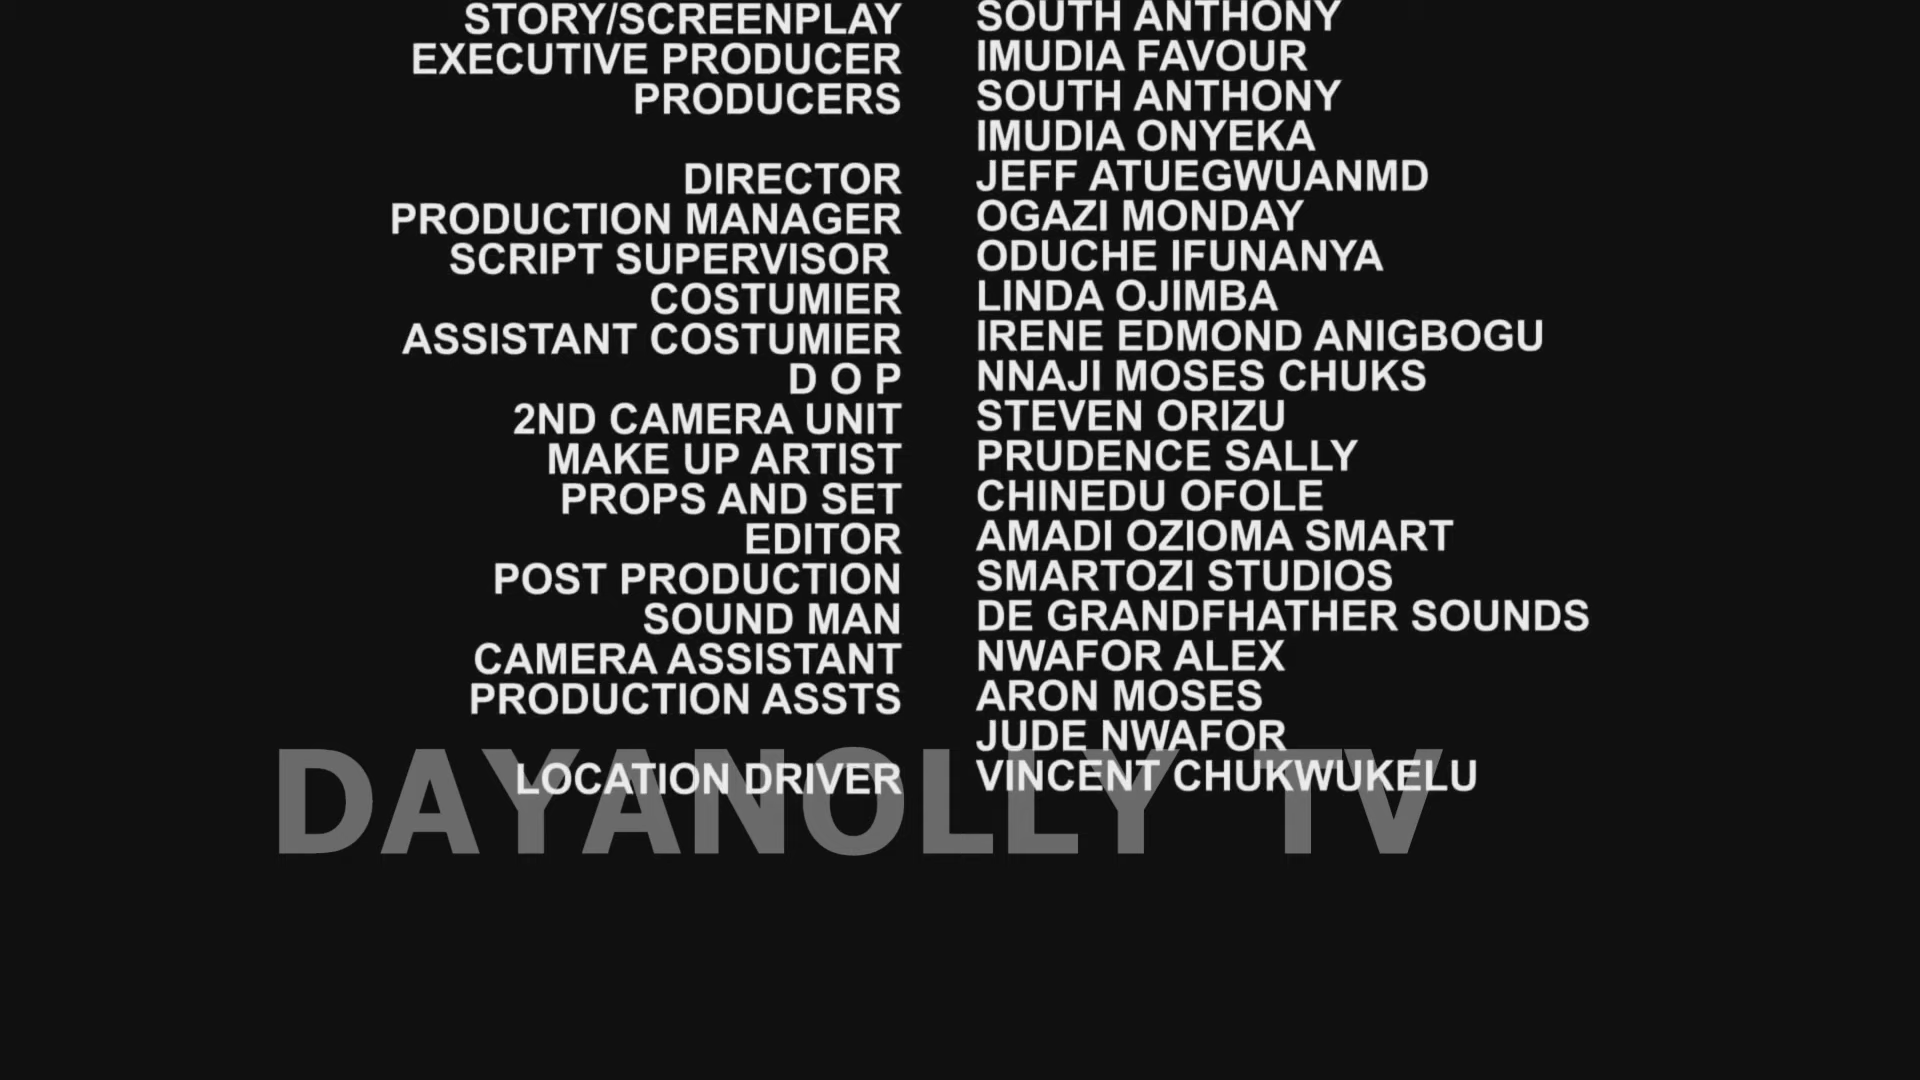 STORY/SCREENPLAY SOUTH ANTHONY
EXECUTIVE PRODUCER IMUDIA FAVOUR
PRODUCERS SOUTH ANTHONY
IMUDIA ONYEKA
DIRECTOR JEFF ATUEGWUANMD
PRODUCTION MANAGER OGAZI MONDAY
SCRIPT SUPERVISOR ODUCHE IFUNANYA
COSTUMIER LINDA OJIMBA
ASSISTANT COSTUMIER IRENE EDMOND ANIGBOGU
D O P NNAJI MOSES CHUKS
2ND CAMERA UNIT STEVEN ORIZU
MAKE UP ARTIST PRUDENCE SALLY
PROPS AND SET CHINEDU OFOLE
EDITOR AMADI OZIOMA SMART
POST PRODUCTION SMARTOZI STUDIOS
SOUND MAN DE GRANDFHATHER SOUNDS
CAMERA ASSISTANT NWAFOR ALEX
PRODUCTION ASSTS ARON MOSES
JUDE NWAFOR
LOCATION DRIVER VINCENT CHUKWUKELU
DAYANOLLY TV